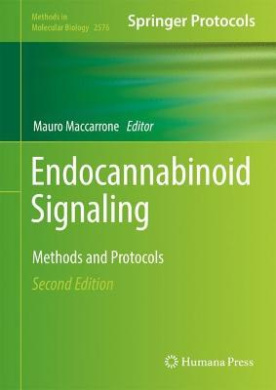 Methods in
Molecular Biology 2576
Springer Protocols
Mauro Maccarrone Editor
Endocannabinoid
Signaling
Methods and Protocols
Second Edition
Humana Press